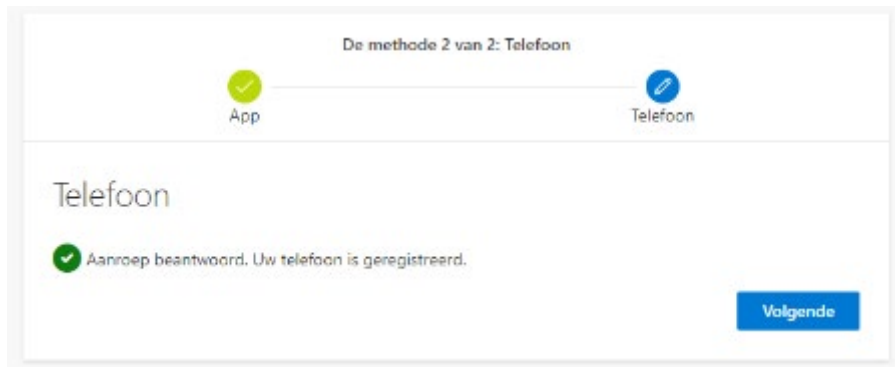 De methode 2 van 2: Telefoon
App
Telefoon
Telefoon
Aanroep beantwoord. Uw telefoon is geregistreerd.
Volgende